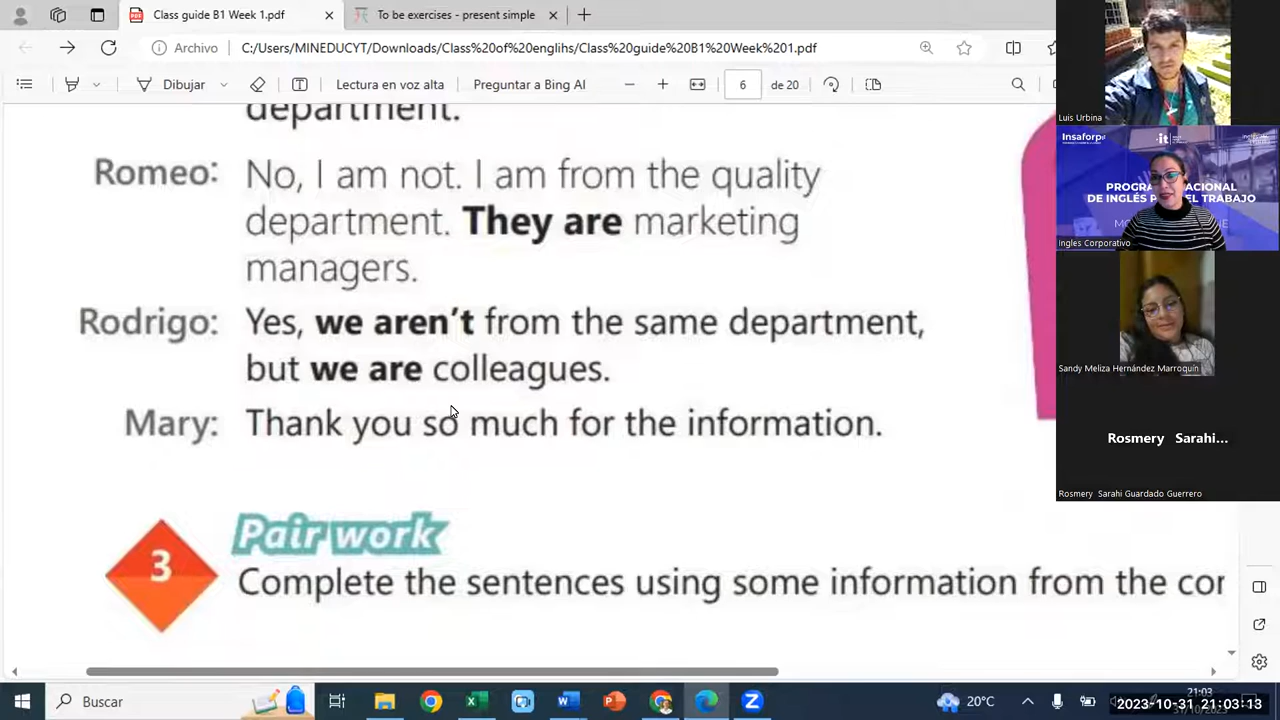 Class guide B1 Week 1.pdf
To be exercises - present simple
Archivo
C:/Users/MINEDUCYT/Downloads/Class%20of%20englihs/Class%20guide%20B1%20Week%201.pdf
Dibujar
Lectura en voz alta
Preguntar a Bing AI
6
de 20
department.
Romeo: No, I am not. I am from the quality
department. They are marketing
managers.
Rodrigo: Yes, we aren't from the same department,
but we are colleagues.
Mary: Thank you so much for the information.
3
Pair work
Complete the sentences using some information from the cor
Luis Urbina
Insaforp
·it
PROGRA
ACIONAL
DE INGLÉS P
EL TRABAJO
Ingles Corporativo
Sandy Meliza Hernández Marroquín
Rosmery Sarahi...
Rosmery Sarahi Guardado Guerrero
Buscar
20°C
21:03
2023-10-31 21:03:13